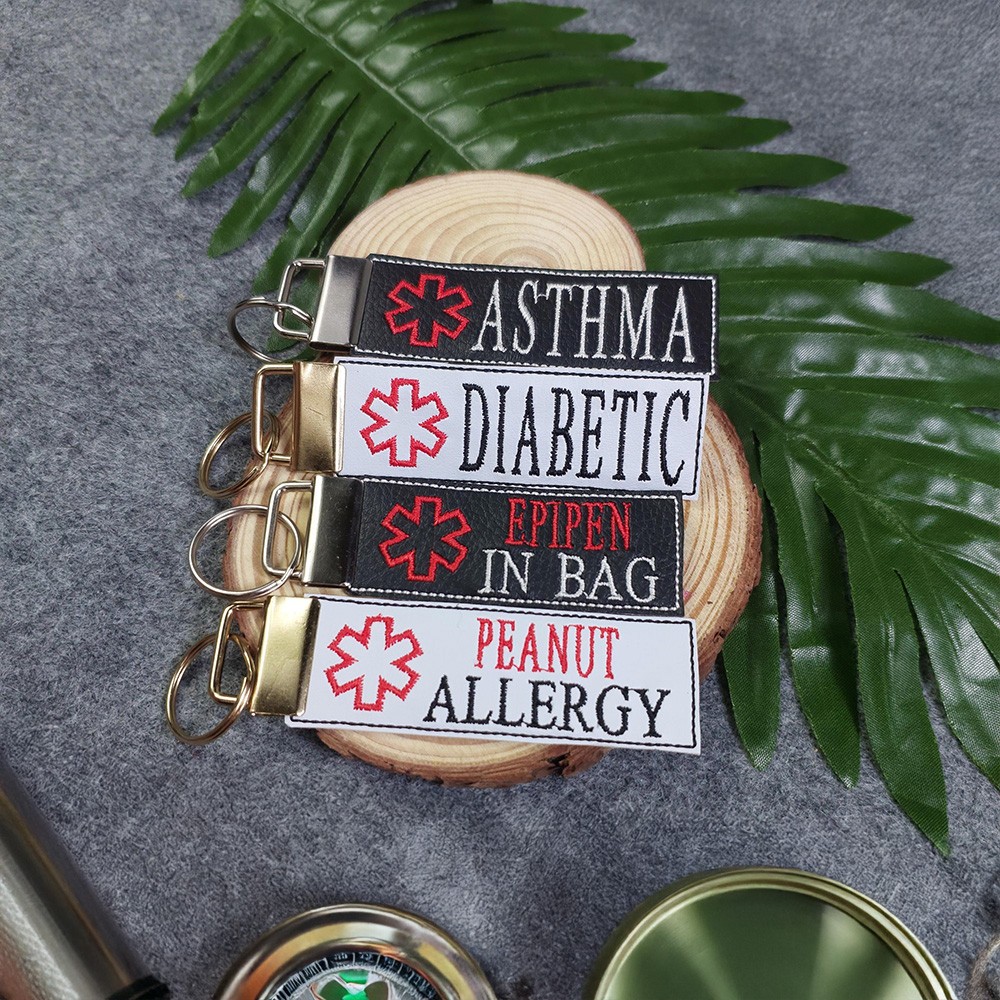 ASTHMA
DIABETIC
EPIPEN
IN BAG
PEANUT
ALLERGY